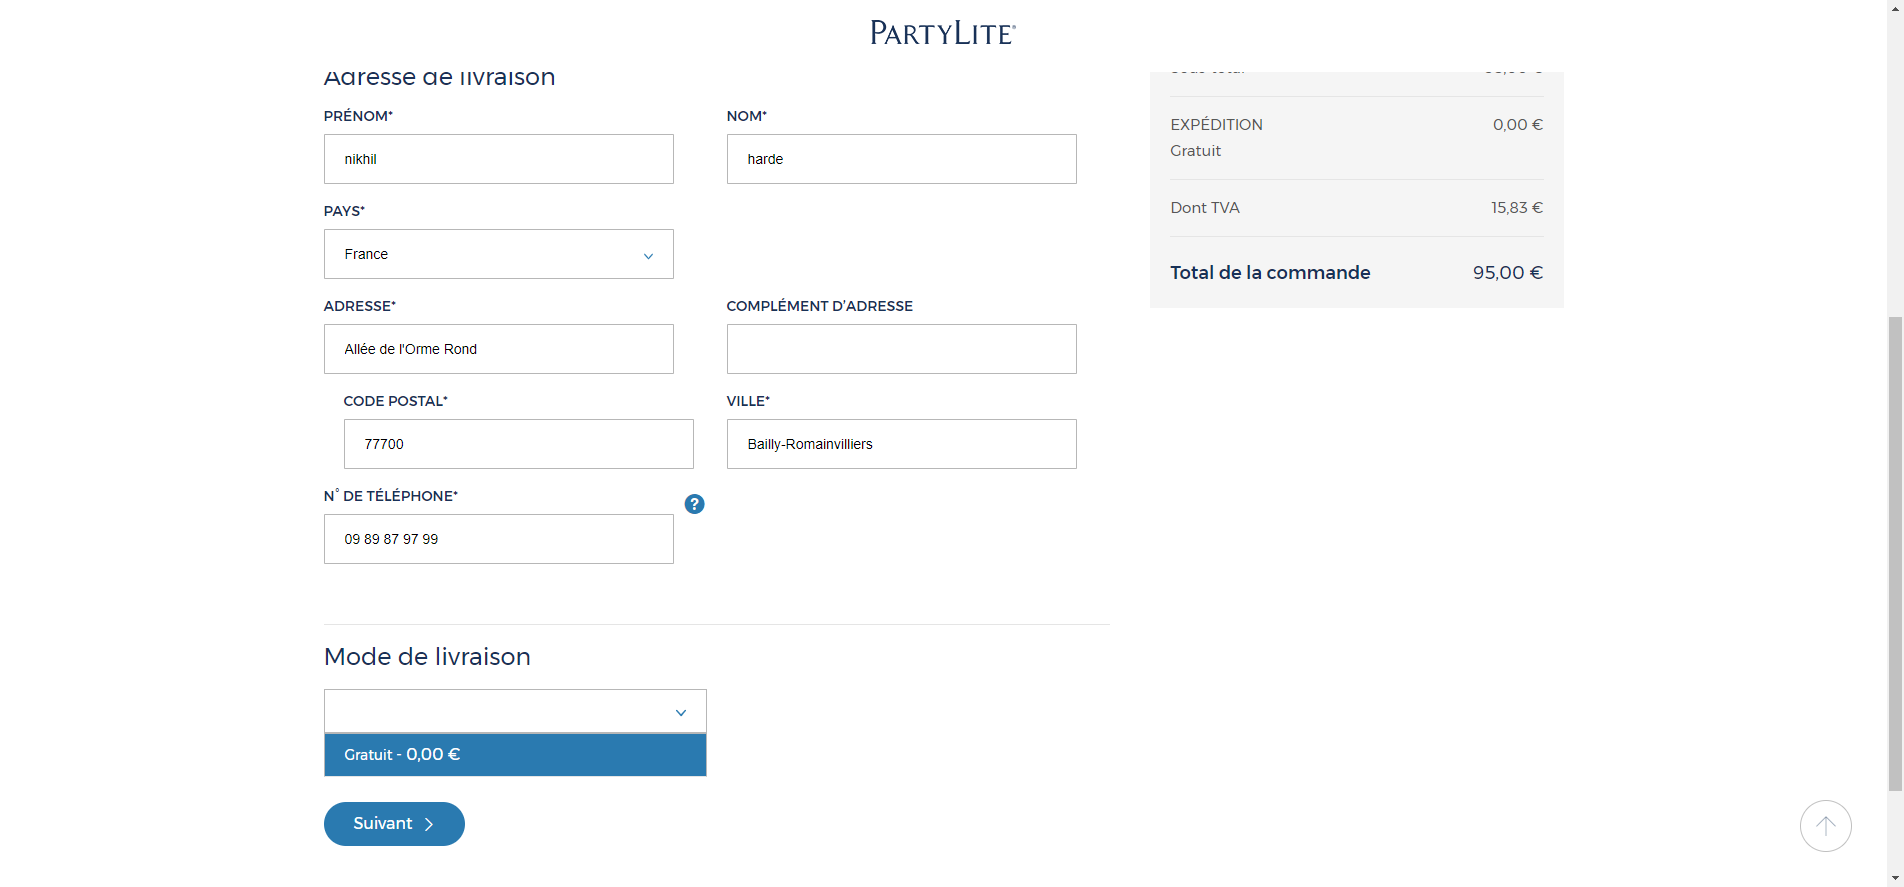 PARTYLITE®
Adresse de livraison
PRÉNOM*
NOM*
nikhil
harde
PAYS*
France
ADRESSE*
COMPLÉMENT D'ADRESSE
Allée de l'Orme Rond
CODE POSTAL*
VILLE*
77700
Bailly-Romainvilliers
N° DE TÉLÉPHONE*
?
09 89 87 97 99
Mode de livraison
Gratuit - 0,00 €
Suivant
EXPÉDITION 0,00 €
Gratuit
Dont TVA 15,83 €
Total de la commande 95,00 €